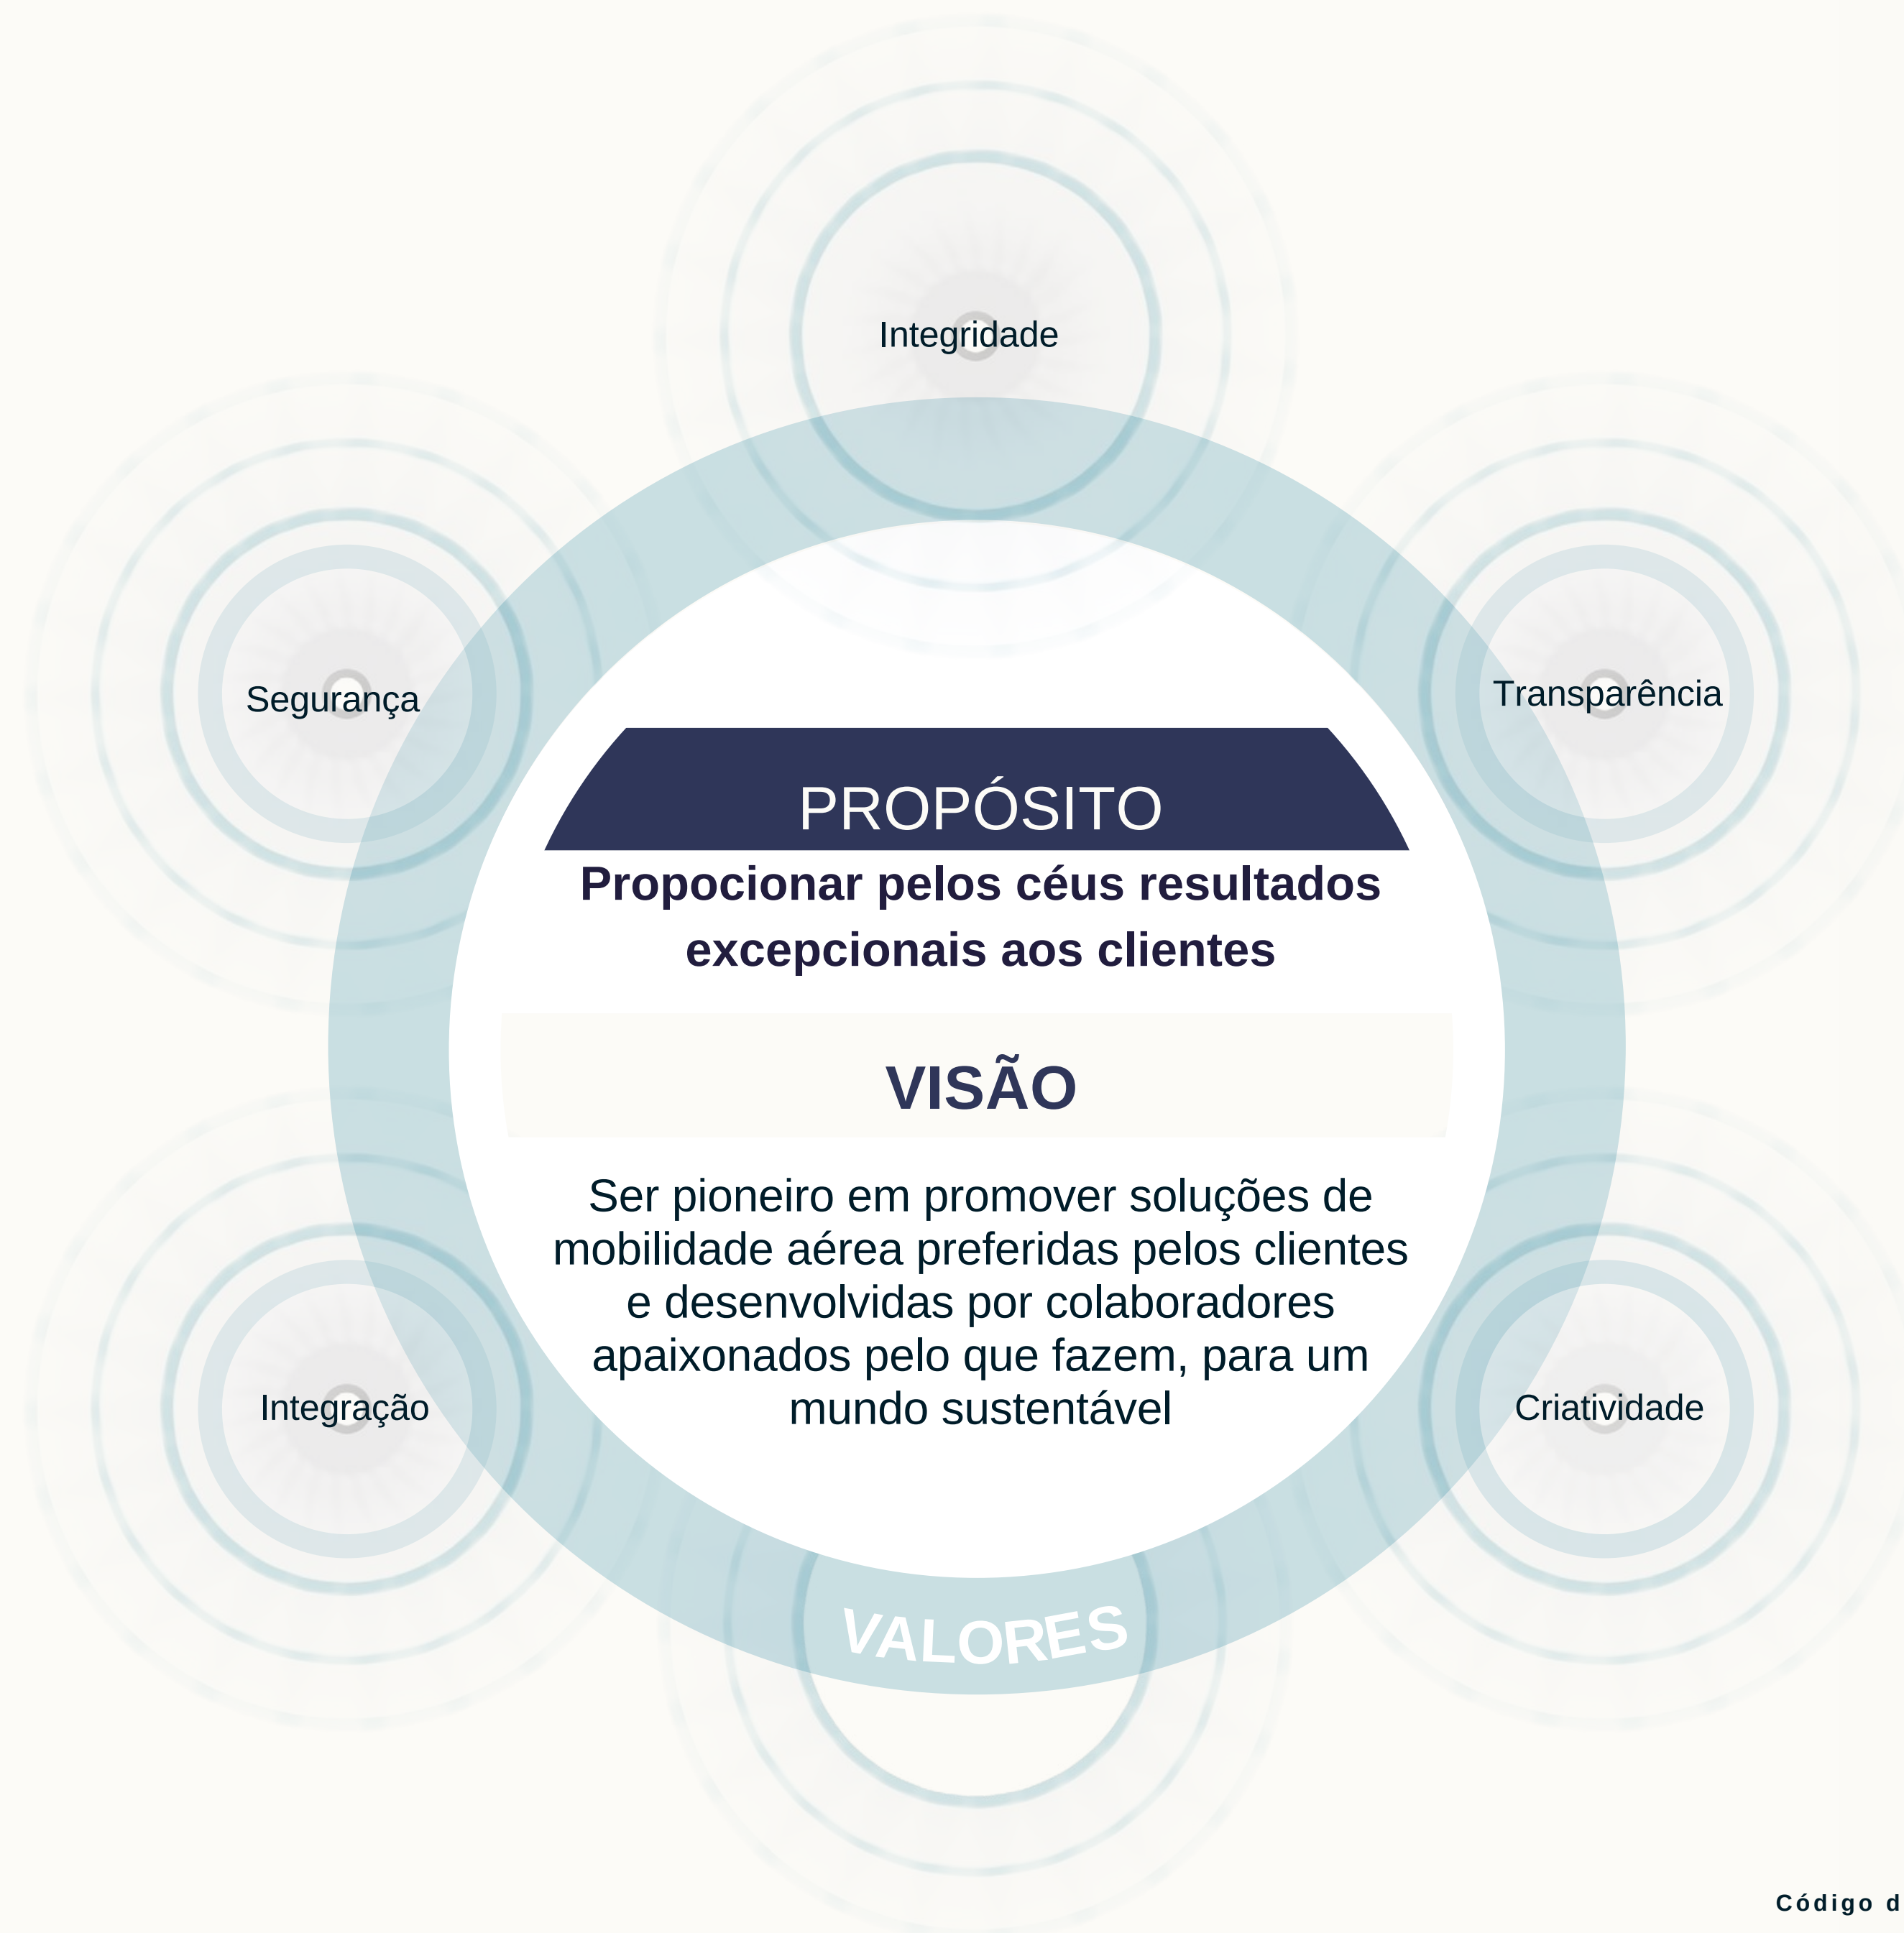 Integridade
Segurança
Transparência
PROPÓSITO
Propocionar pelos céus resultados
excepcionais aos clientes
VISÃO
Ser pioneiro em promover soluções de
mobilidade aérea preferidas pelos clientes
e desenvolvidas por colaboradores
apaixonados pelo que fazem, para um
mundo sustentável
Integração
Criatividade
VALORES
Código d